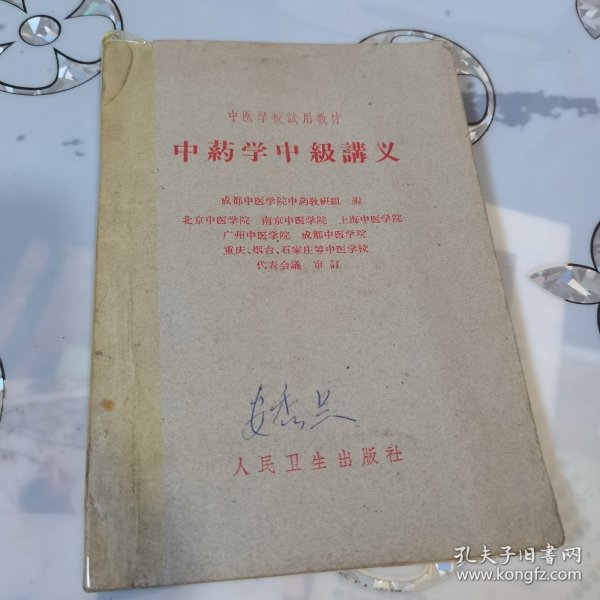 中医学校試用教材
中药学中級講义
成都中医学院中药教研組 編
北京中医学院 南京中医学院 上海中医学院
广州中医学院 成都中医学院
重庆、烟台、石家庄等中医学校
代表会議 审訂
人民卫生出版社
孔夫子旧书网
www.kongfz.com